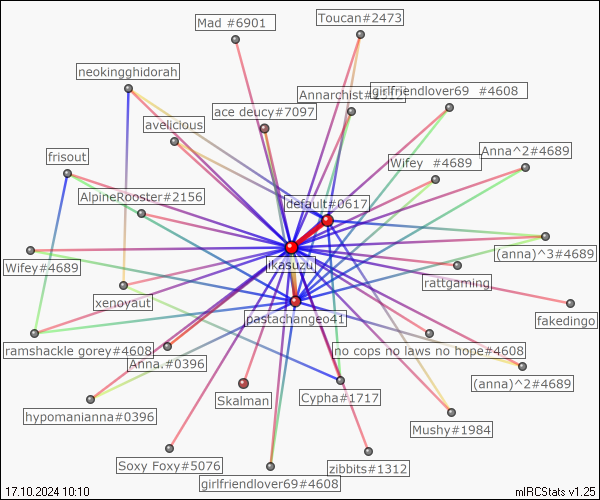 Mad #6901
Toucan#2473
neokingghidorah
girlfriendlover69 #4608
Annarchist#1312
ace deucy#7097
avelicious
Anna^2#4689
frisout
Wifey #4689
AlpineRooster#2156
default#0617
(anna)^3#4689
Wifey#4689
ikasuzu
rattgaming
xenoyaut
fakedingo
pastachangeo41
ramshackle gorey#4608
no cops no laws no hope#4608
Anna.#0396
(anna)^2#4689
Skalman
Cypha#1717
hypomanianna#0396
Mushy#1984
Soxy Foxy#5076
zibbits#1312
girlfriendlover69#4608
17.10.2024 10:10
mIRCStats v1.25